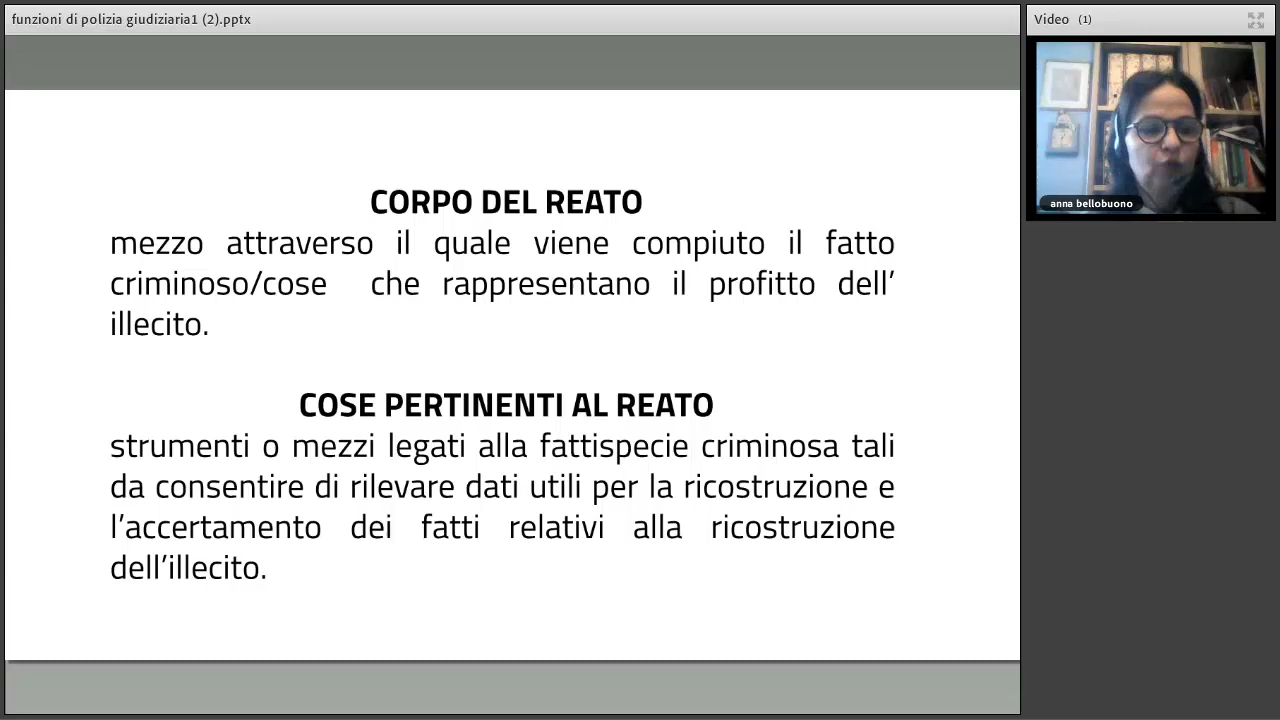 funzioni di polizia giudiziaria1 (2).pptx
Video (1)
anna bellobuono
CORPO DEL REATO
mezzo attraverso il quale viene compiuto il fatto
criminoso/cose che rappresentano il profitto dell’
illecito.
COSE PERTINENTI AL REATO
strumenti o mezzi legati alla fattispecie criminosa tali
da consentire di rilevare dati utili per la ricostruzione e
l’accertamento dei fatti relativi alla ricostruzione
dell’illecito.